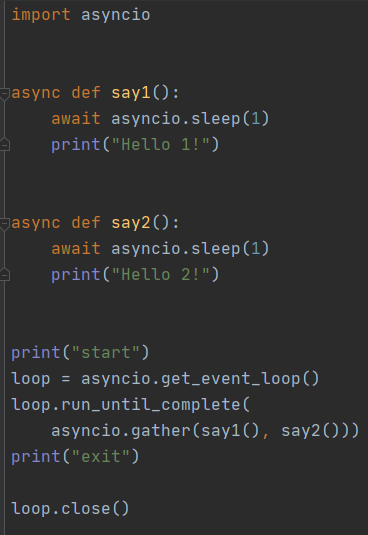 import asyncio
async def say1():
    await asyncio.sleep(1)
    print("Hello 1!")
async def say2():
    await asyncio.sleep(1)
    print("Hello 2!")
print("start")
loop = asyncio.get_event_loop()
loop.run_until_complete(
    asyncio.gather(say1(), say2()))
print("exit")
loop.close()